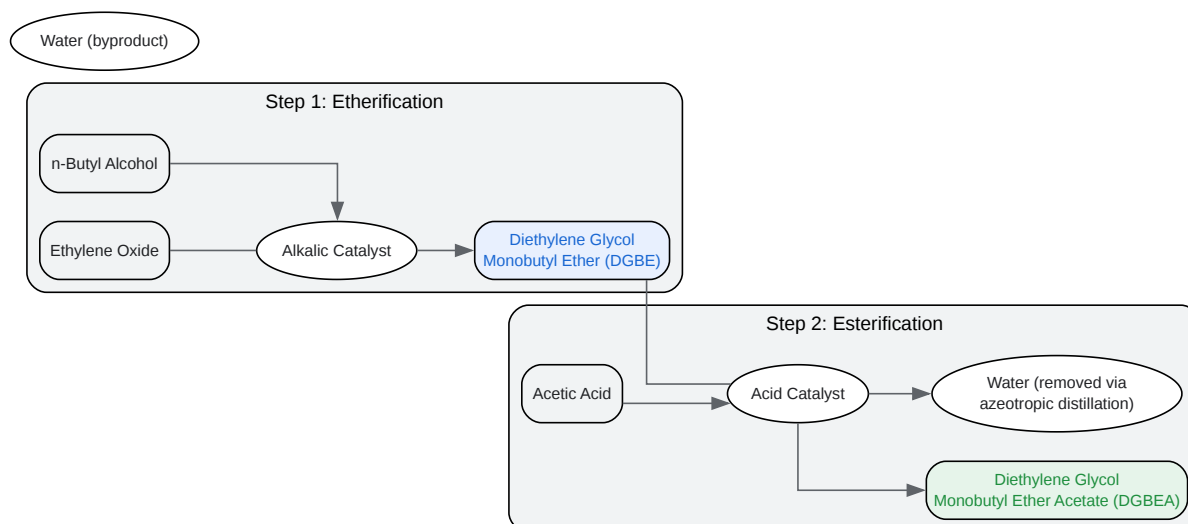 Water (byproduct)
Step 1: Etherification
n-Butyl Alcohol
Ethylene Oxide
Alkalic Catalyst
Diethylene Glycol
Monobutyl Ether (DGBE)
Step 2: Esterification
Acetic Acid
Acid Catalyst
Water (removed via
azeotropic distillation)
Diethylene Glycol
Monobutyl Ether Acetate (DGBEA)